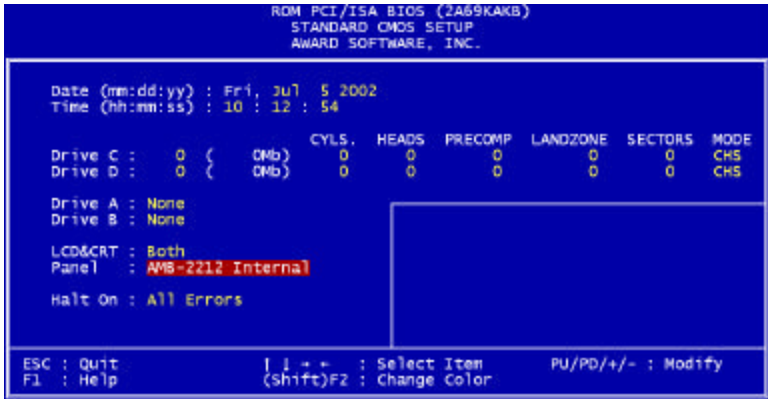 ROM PCI/ISA BIOS (2A69KAKB)
STANDARD CMOS SETUP
AWARD SOFTWARE, INC.
Date (mm:dd:yy) : Fri, Jul 5 2002
Time (hh:mm:ss) : 10 : 12 : 54
CYLS. HEADS PRECOMP LANDZONE SECTORS MODE
Drive C : 0 ( 0Mb) 0 0 0 0 0 CHS
Drive D : 0 ( 0Mb) 0 0 0 0 0 CHS
Drive A : None
Drive B : None
LCD&CRT : Both
Panel : AMB-2212 Internal
Halt On : All Errors
ESC : Quit ↑ ↓ → ← : Select Item PU/PD/+/- : Modify
F1 : Help (Shift)F2 : Change Color